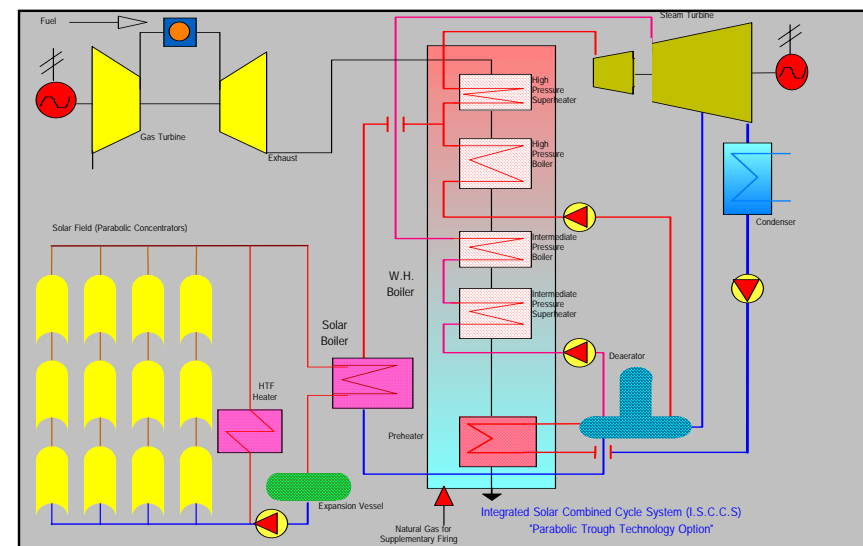 Fuel
Steam Turbine
Gas Turbine
Exhaust
High
Pressure
Superheater
High
Pressure
Boiler
Condenser
Solar Field (Parabolic Concentrators)
Intermediate
Pressure
Boiler
W.H.
Boiler
Intermediate
Pressure
Superheater
Solar
Boiler
Deaerator
HTF
Heater
Preheater
Expansion Vessel
Natural Gas for
Supplementary Firing
Integrated Solar Combined Cycle System (I.S.C.C.S)
"Parabolic Trough Technology Option"